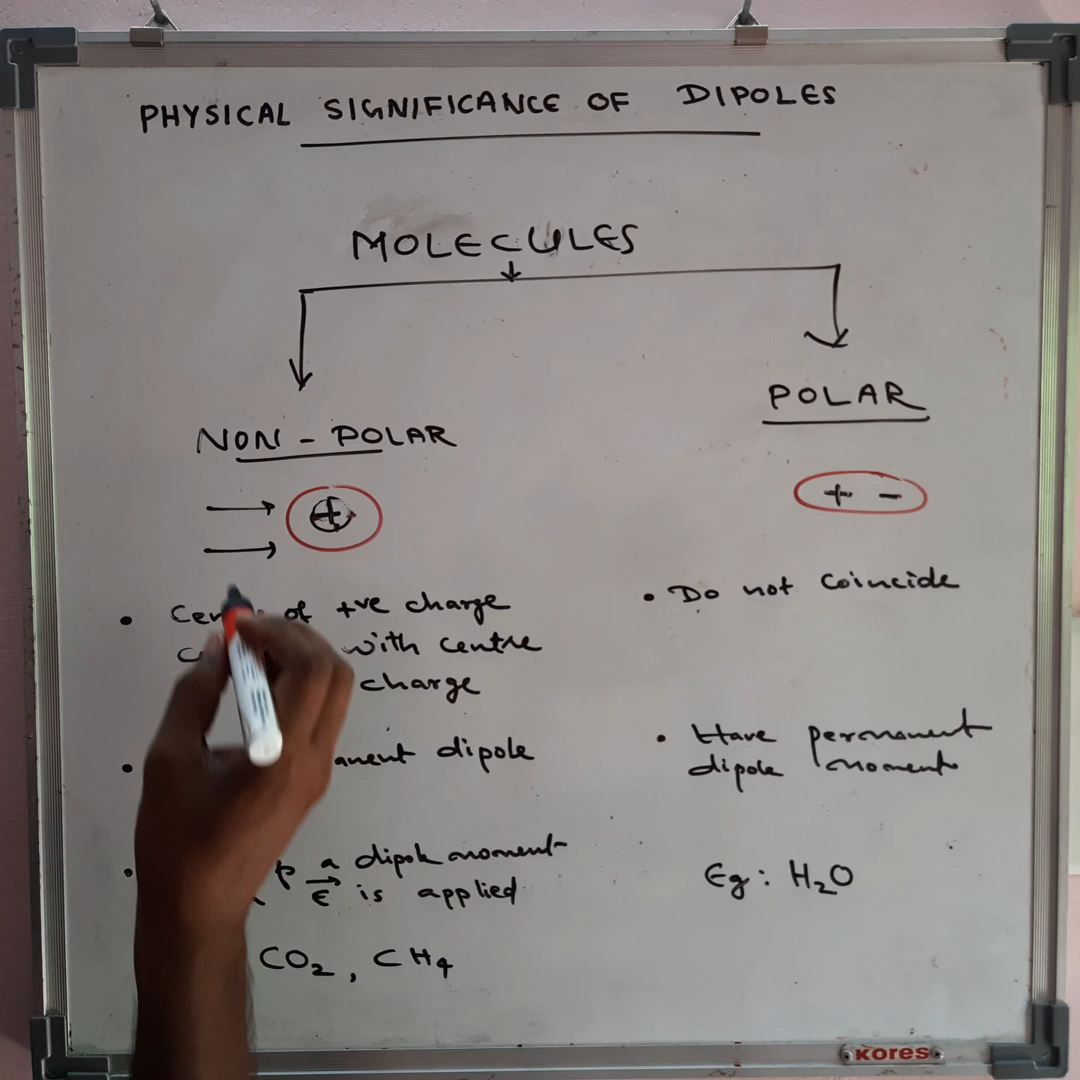 PHYSICAL SIGNIFICANCE OF DIPOLES
MOLECULES
NON - POLAR
+
of +ve charge
with centre
charge
dipole
a dipole moment
E is applied
CO₂, CH₄
POLAR
+ -
• Do not coincide
• Have permanent
dipole moment
Eg: H₂O
KORES